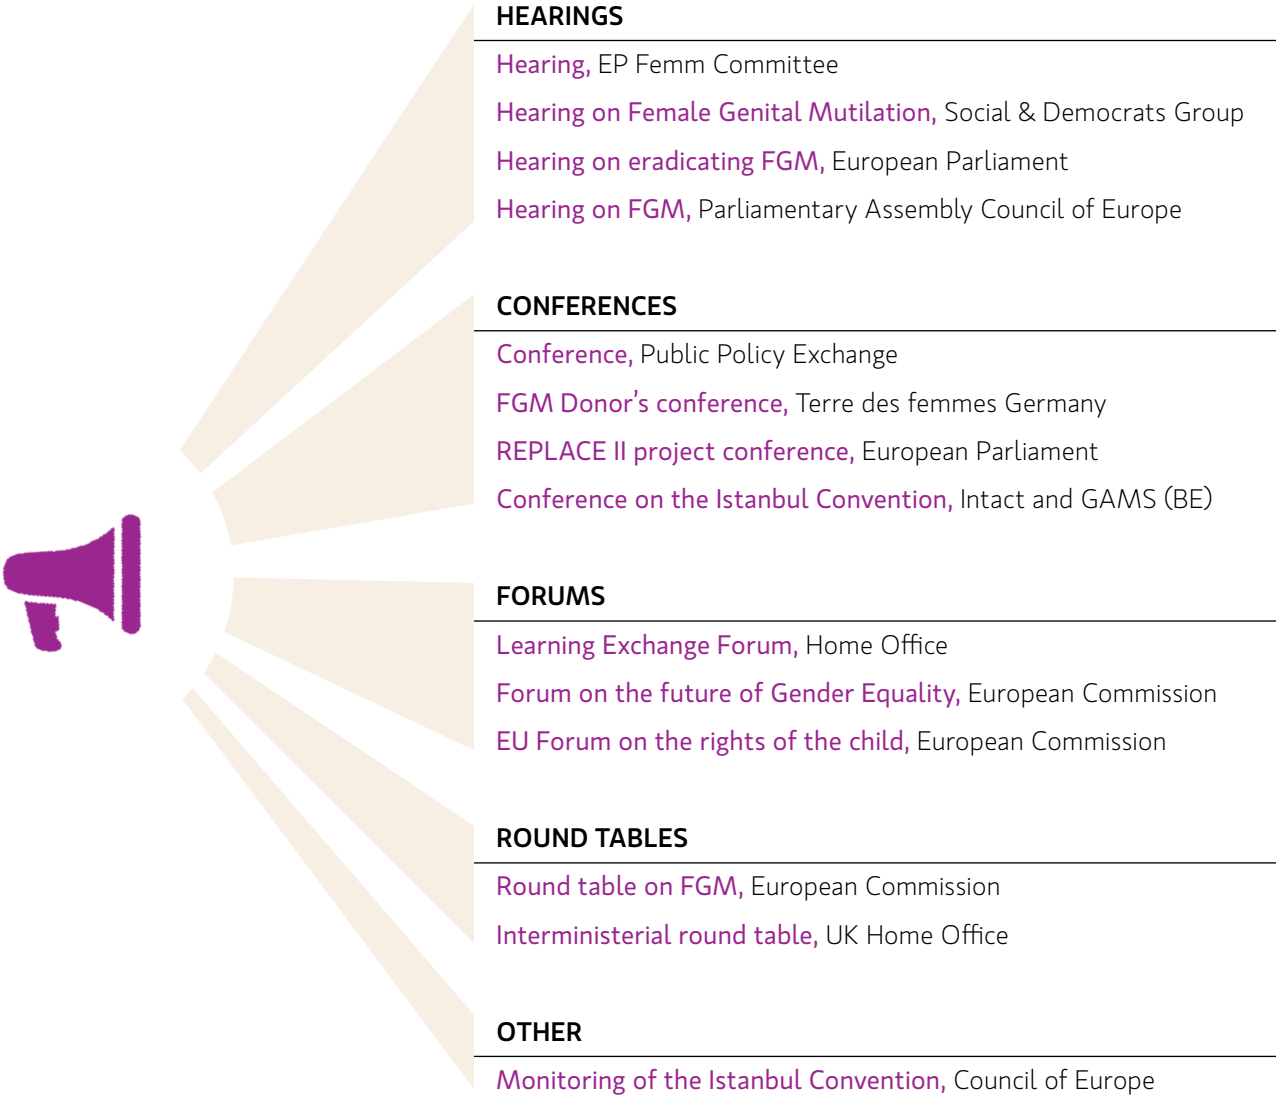 HEARINGS
Hearing, EP Femm Committee
Hearing on Female Genital Mutilation, Social & Democrats Group
Hearing on eradicating FGM, European Parliament
Hearing on FGM, Parliamentary Assembly Council of Europe
CONFERENCES
Conference, Public Policy Exchange
FGM Donor’s conference, Terre des femmes Germany
REPLACE II project conference, European Parliament
Conference on the Istanbul Convention, Intact and GAMS (BE)
FORUMS
Learning Exchange Forum, Home Office
Forum on the future of Gender Equality, European Commission
EU Forum on the rights of the child, European Commission
ROUND TABLES
Round table on FGM, European Commission
Interministerial round table, UK Home Office
OTHER
Monitoring of the Istanbul Convention, Council of Europe